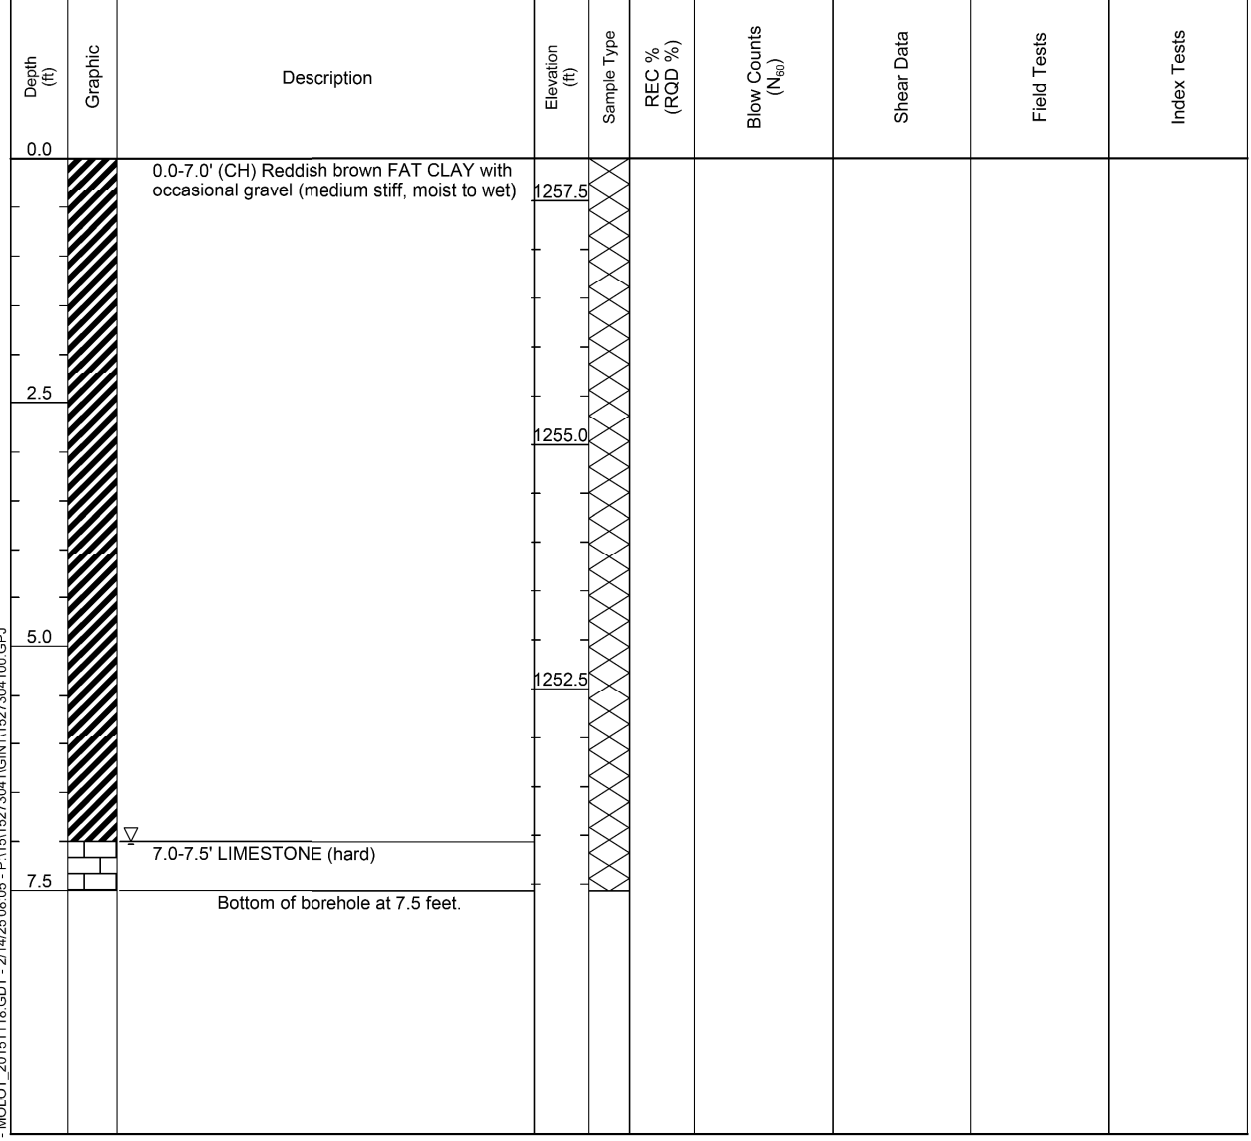 Depth
(ft)
Graphic
Description
Elevation
(ft)
Sample Type
REC %
(RQD %)
Blow Counts
(N60)
Shear Data
Field Tests
Index Tests
0.0
0.0-7.0' (CH) Reddish brown FAT CLAY with
occasional gravel (medium stiff, moist to wet)
1257.5
2.5
1255.0
5.0
1252.5
7.0-7.5' LIMESTONE (hard)
7.5
Bottom of borehole at 7.5 feet.